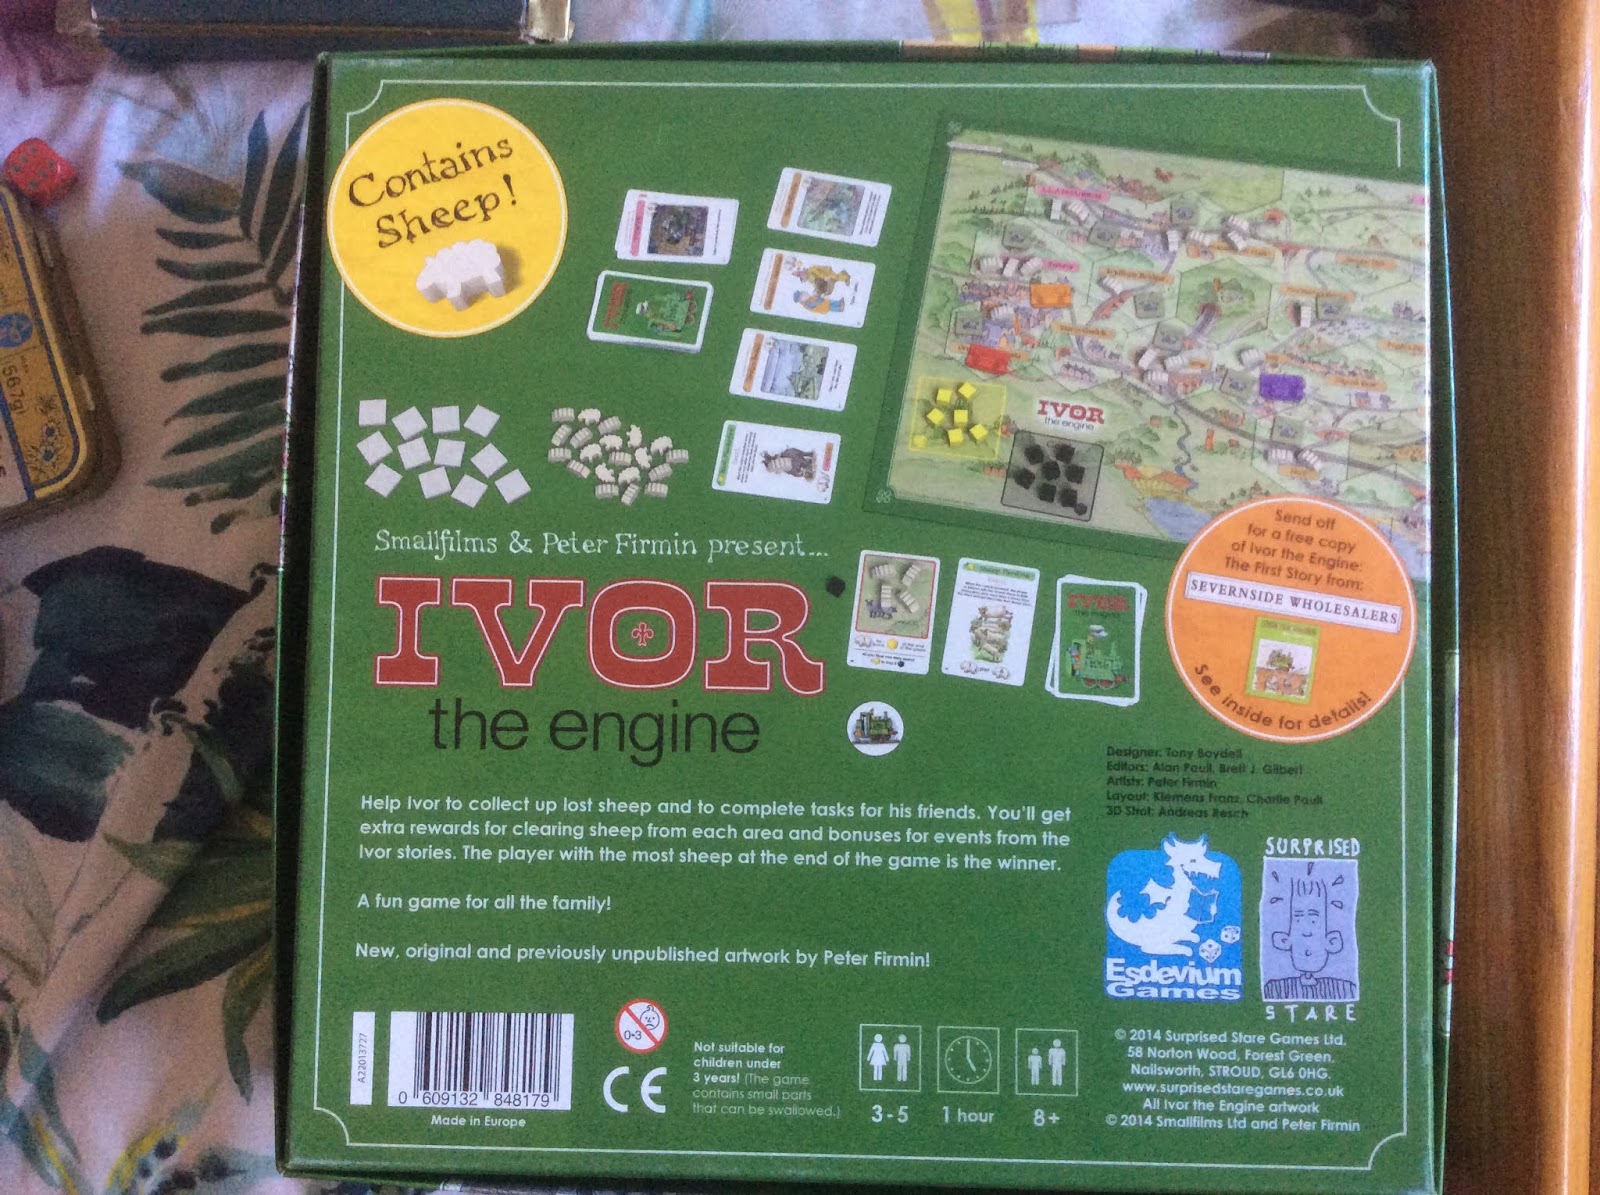 Contains
Sheep!
IVOR
the engine
Smallfilms & Peter Firmin present...
IVOR
the engine
IVOR
Send off
for a free copy
of Ivor the Engine:
The First Story from:
SEVERNSIDE WHOLESALERS
See inside for details!
Designer: Tony Boydell
Editors: Alan Paull, Brett J. Gilbert
Artists: Peter Firmin
Layout: Klemens Franz, Charlie Paull
3D Shot: Andreas Resch
Help Ivor to collect up lost sheep and to complete tasks for his friends. You'll get
extra rewards for clearing sheep from each area and bonuses for events from the
Ivor stories. The player with the most sheep at the end of the game is the winner.
A fun game for all the family!
New, original and previously unpublished artwork by Peter Firmin!
Esdevium
Games
SURPRISED
STARE
A22013727
0 609132 848179
Made in Europe
0-3
CE
Not suitable for
children under
3 years! (The game
contains small parts
that can be swallowed.)
3-5
1 hour
8+
© 2014 Surprised Stare Games Ltd.
58 Norton Wood, Forest Green,
Nailsworth, STROUD, GL6 0HG.
www.surprisedstaregames.co.uk
All Ivor the Engine artwork
© 2014 Smallfilms Ltd and Peter Firmin
567g